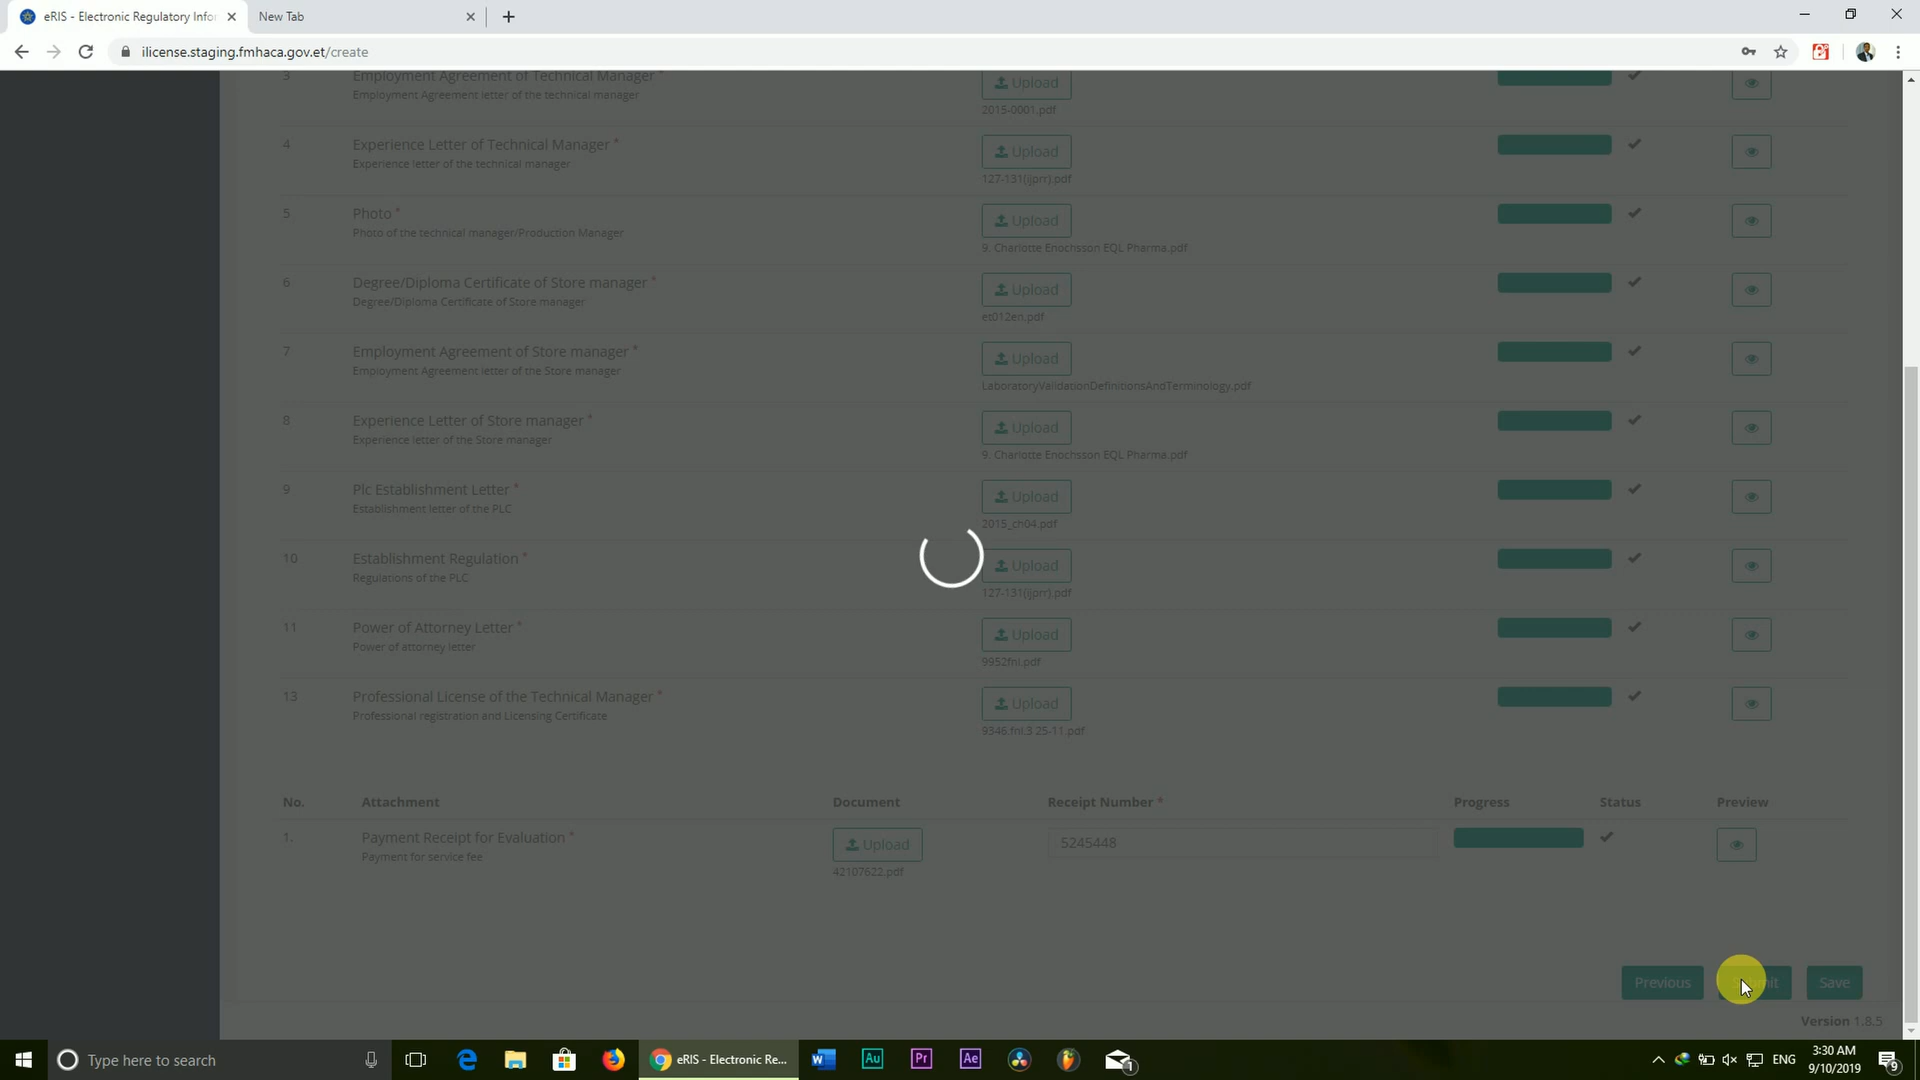 eRIS - Electronic Regulatory Infor
New Tab
ilicense.staging.fmhaca.gov.et/create
3 Employment Agreement of Technical Manager * Upload
Employment Agreement letter of the technical manager
2015-0001.pdf
4 Experience Letter of Technical Manager * Upload
Experience letter of the technical manager
127-131(ijprr).pdf
5 Photo * Upload
Photo of the technical manager/Production Manager
9. Charlotte Enochsson EQL Pharma.pdf
6 Degree/Diploma Certificate of Store manager * Upload
Degree/Diploma Certificate of Store manager
et012en.pdf
7 Employment Agreement of Store manager * Upload
Employment Agreement letter of the Store manager
LaboratoryValidationDefinitionsAndTerminology.pdf
8 Experience Letter of Store manager * Upload
Experience letter of the Store manager
9. Charlotte Enochsson EQL Pharma.pdf
9 Plc Establishment Letter * Upload
Establishment letter of the PLC
2015_ch04.pdf
10 Establishment Regulation * Upload
Regulations of the PLC
127-131(ijprr).pdf
11 Power of Attorney Letter * Upload
Power of attorney letter
9952fnl.pdf
13 Professional License of the Technical Manager * Upload
Professional registration and Licensing Certificate
9346.fnl.3 25-11.pdf
No. Attachment Document Receipt Number * Progress Status Preview
1. Payment Receipt for Evaluation * Upload 5245448
Payment for service fee
42107622.pdf
Previous Submit Save
Version 1.8.5
Type here to search
eRIS - Electronic Re...
ENG
3:30 AM
9/10/2019
1
9